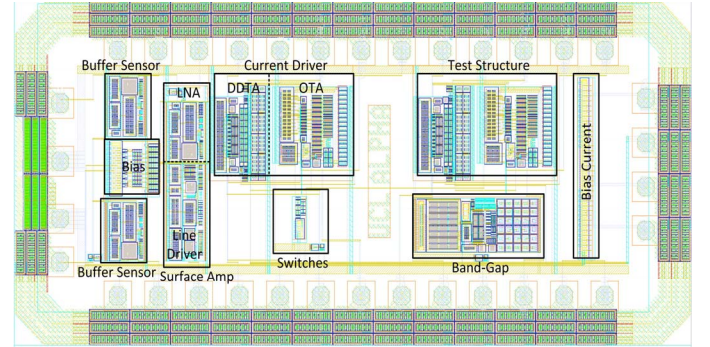 Buffer Sensor
Current Driver
Test Structure
LNA
DDTA
OTA
Bias
Bias Current
Line
Driver
Switches
Band-Gap
Buffer Sensor
Surface Amp